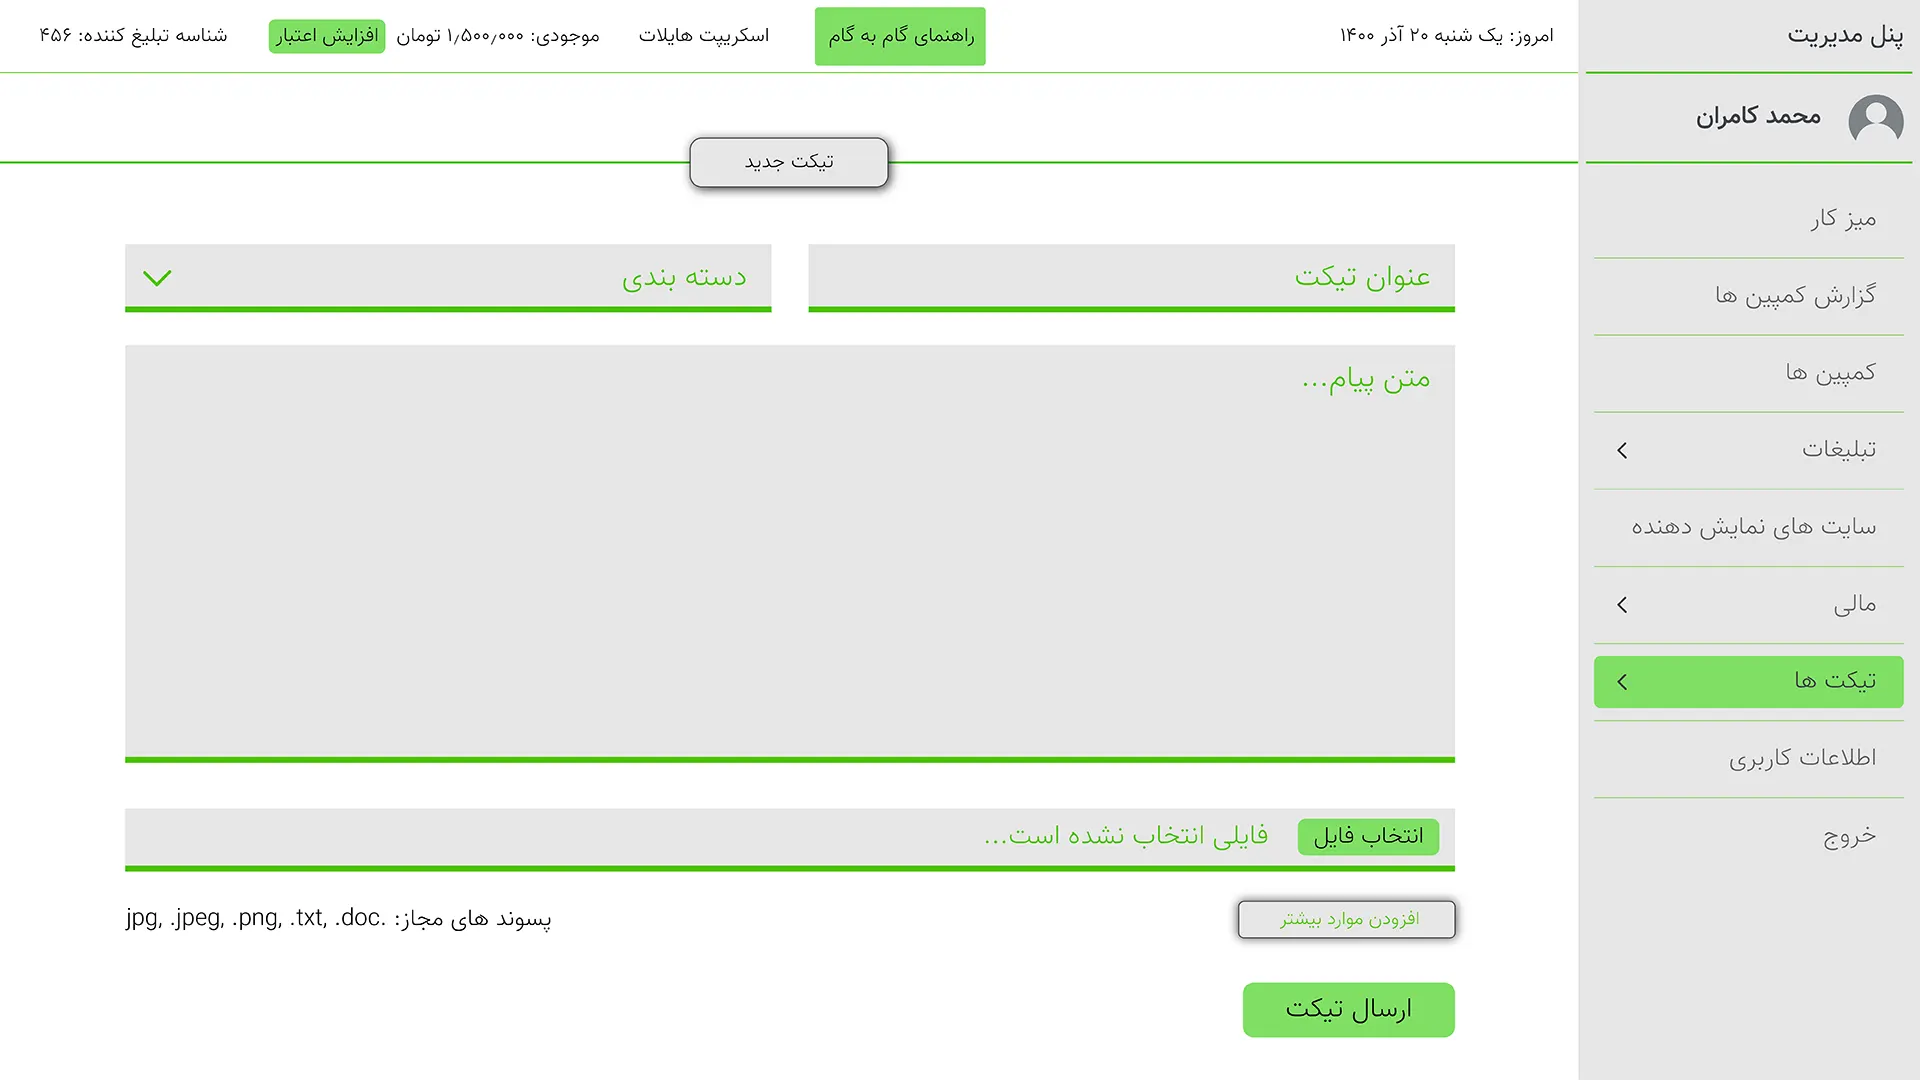 پنل مدیریت
امروز: یک شنبه ۲۰ آذر ۱۴۰۰
راهنمای گام به گام
اسکریپت هایلات
موجودی: ۱٫۵۰۰٫۰۰۰ تومان
افزایش اعتبار
شناسه تبلیغ کننده: ۴۵۶
محمد کامران
میز کار
گزارش کمپین ها
کمپین ها
تبلیغات
سایت های نمایش دهنده
مالی
تیکت ها
اطلاعات کاربری
خروج
تیکت جدید
عنوان تیکت
دسته بندی
متن پیام...
انتخاب فایل
فایلی انتخاب نشده است...
افزودن موارد بیشتر
پسوند های مجاز: .jpg, .jpeg, .png, .txt, .doc
ارسال تیکت